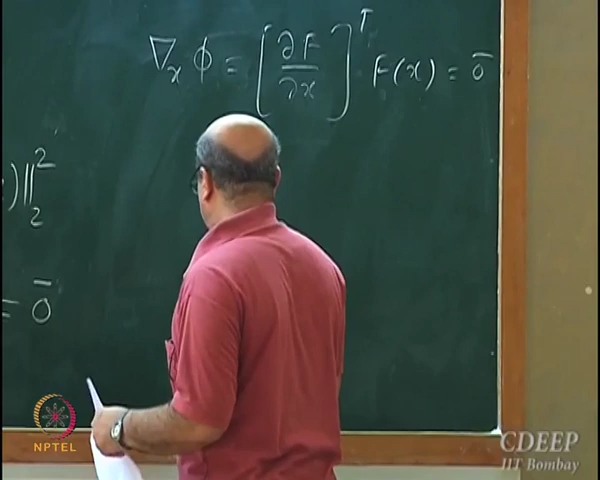 ∇ₓ φ = [∂F/∂x]ᵀ F(x) = 0̄
)‖₂²
= 0̄
NPTEL
CDEEP
IIT Bombay